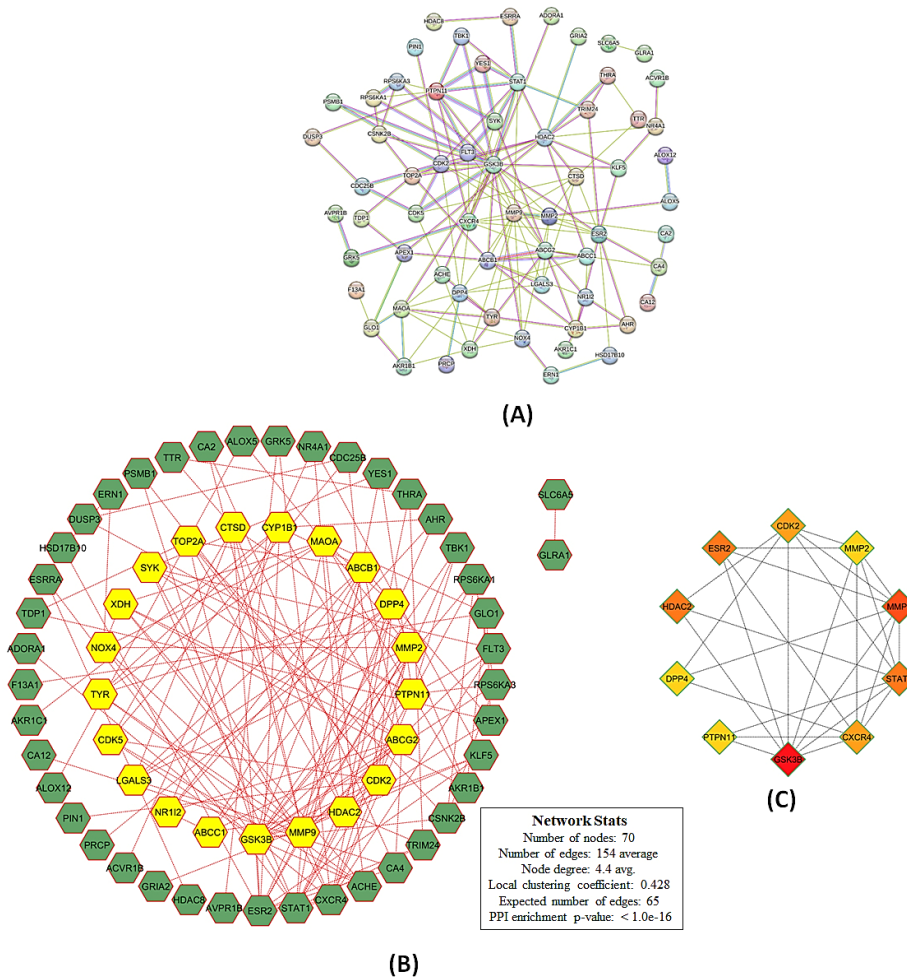 HDAC8
ESRRA
ADORA1
PIN1
TBK1
GRIA2
SLC6A5
GLRA1
YES1
RPS6KA3
STAT1
THRA
ACVR1B
PTPN11
RPS6KA1
PSMB1
TRIM24
TTR
NR4A1
SYK
DUSP3
CSNK2B
HDAC2
FLT3
ALOX12
CDK2
GSK3B
KLF5
TOP2A
CTSD
CDC25B
ALOX5
AVPR1B
TDP1
CDK5
MMP9
MMP2
CXCR4
ESR2
CA2
GRK5
APEX1
ABCG2
ABCB1
ABCC1
CA4
ACHE
F13A1
DPP4
LGALS3
NR1I2
CA12
MAOA
TYR
GLO1
CYP1B1
AHR
NOX4
XDH
AKR1C1
HSD17B10
AKR1B1
PRCP
ERN1
(A)
ALOX5
GRK5
CA2
NR4A1
TTR
CDC25B
PSMB1
YES1
ERN1
THRA
DUSP3
AHR
HSD17B10
TBK1
ESRRA
RPS6KA1
TDP1
GLO1
ADORA1
FLT3
F13A1
RPS6KA3
AKR1C1
APEX1
CA12
KLF5
ALOX12
AKR1B1
PIN1
CSNK2B
PRCP
TRIM24
ACVR1B
CA4
GRIA2
ACHE
HDAC8
CXCR4
AVPR1B
STAT1
ESR2
CTSD
CYP1B1
TOP2A
MAOA
SYK
ABCB1
XDH
DPP4
NOX4
MMP2
TYR
PTPN11
CDK5
ABCG2
LGALS3
CDK2
NR1I2
HDAC2
ABCC1
MMP9
GSK3B
SLC6A5
GLRA1
Network Stats
Number of nodes: 70
Number of edges: 154 average
Node degree: 4.4 avg.
Local clustering coefficient: 0.428
Expected number of edges: 65
PPI enrichment p-value: < 1.0e-16
(B)
CDK2
ESR2
MMP2
HDAC2
MMP
DPP4
STAT
PTPN11
CXCR4
GSK3B
(C)